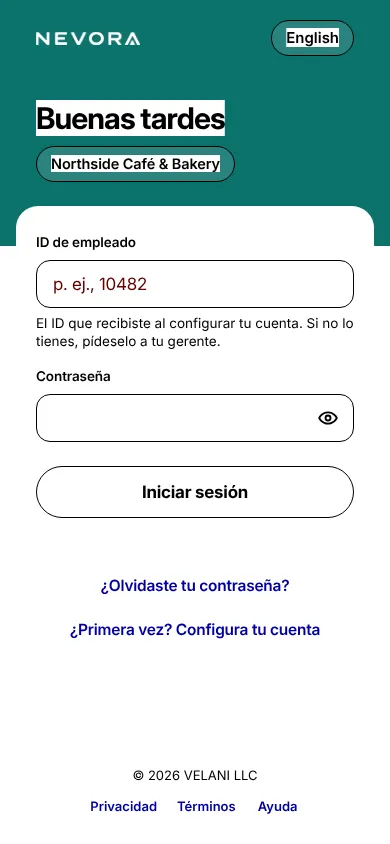 NEVORA
English
Buenas tardes
Northside Café & Bakery
ID de empleado
p. ej., 10482
El ID que recibiste al configurar tu cuenta. Si no lo
tienes, pídeselo a tu gerente.
Contraseña
Iniciar sesión
¿Olvidaste tu contraseña?
¿Primera vez? Configura tu cuenta
© 2026 VELANI LLC
Privacidad Términos Ayuda